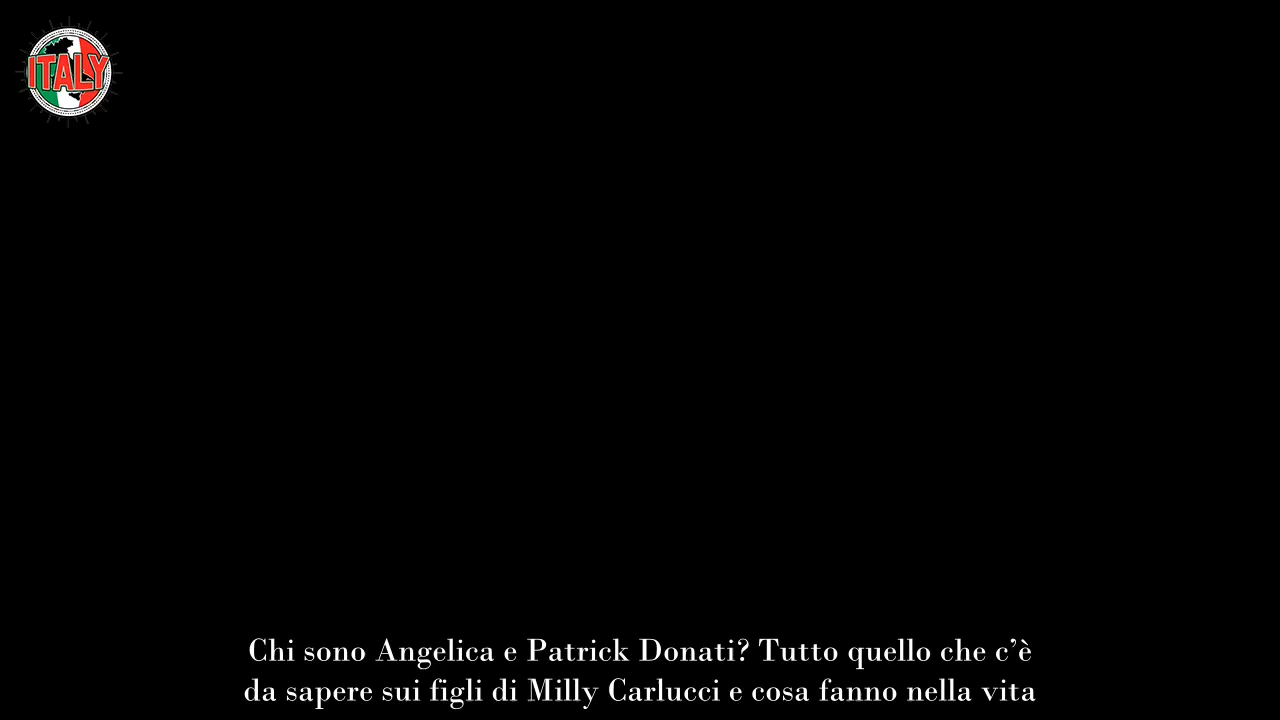 ITALY
Chi sono Angelica e Patrick Donati? Tutto quello che c’è
da sapere sui figli di Milly Carlucci e cosa fanno nella vita